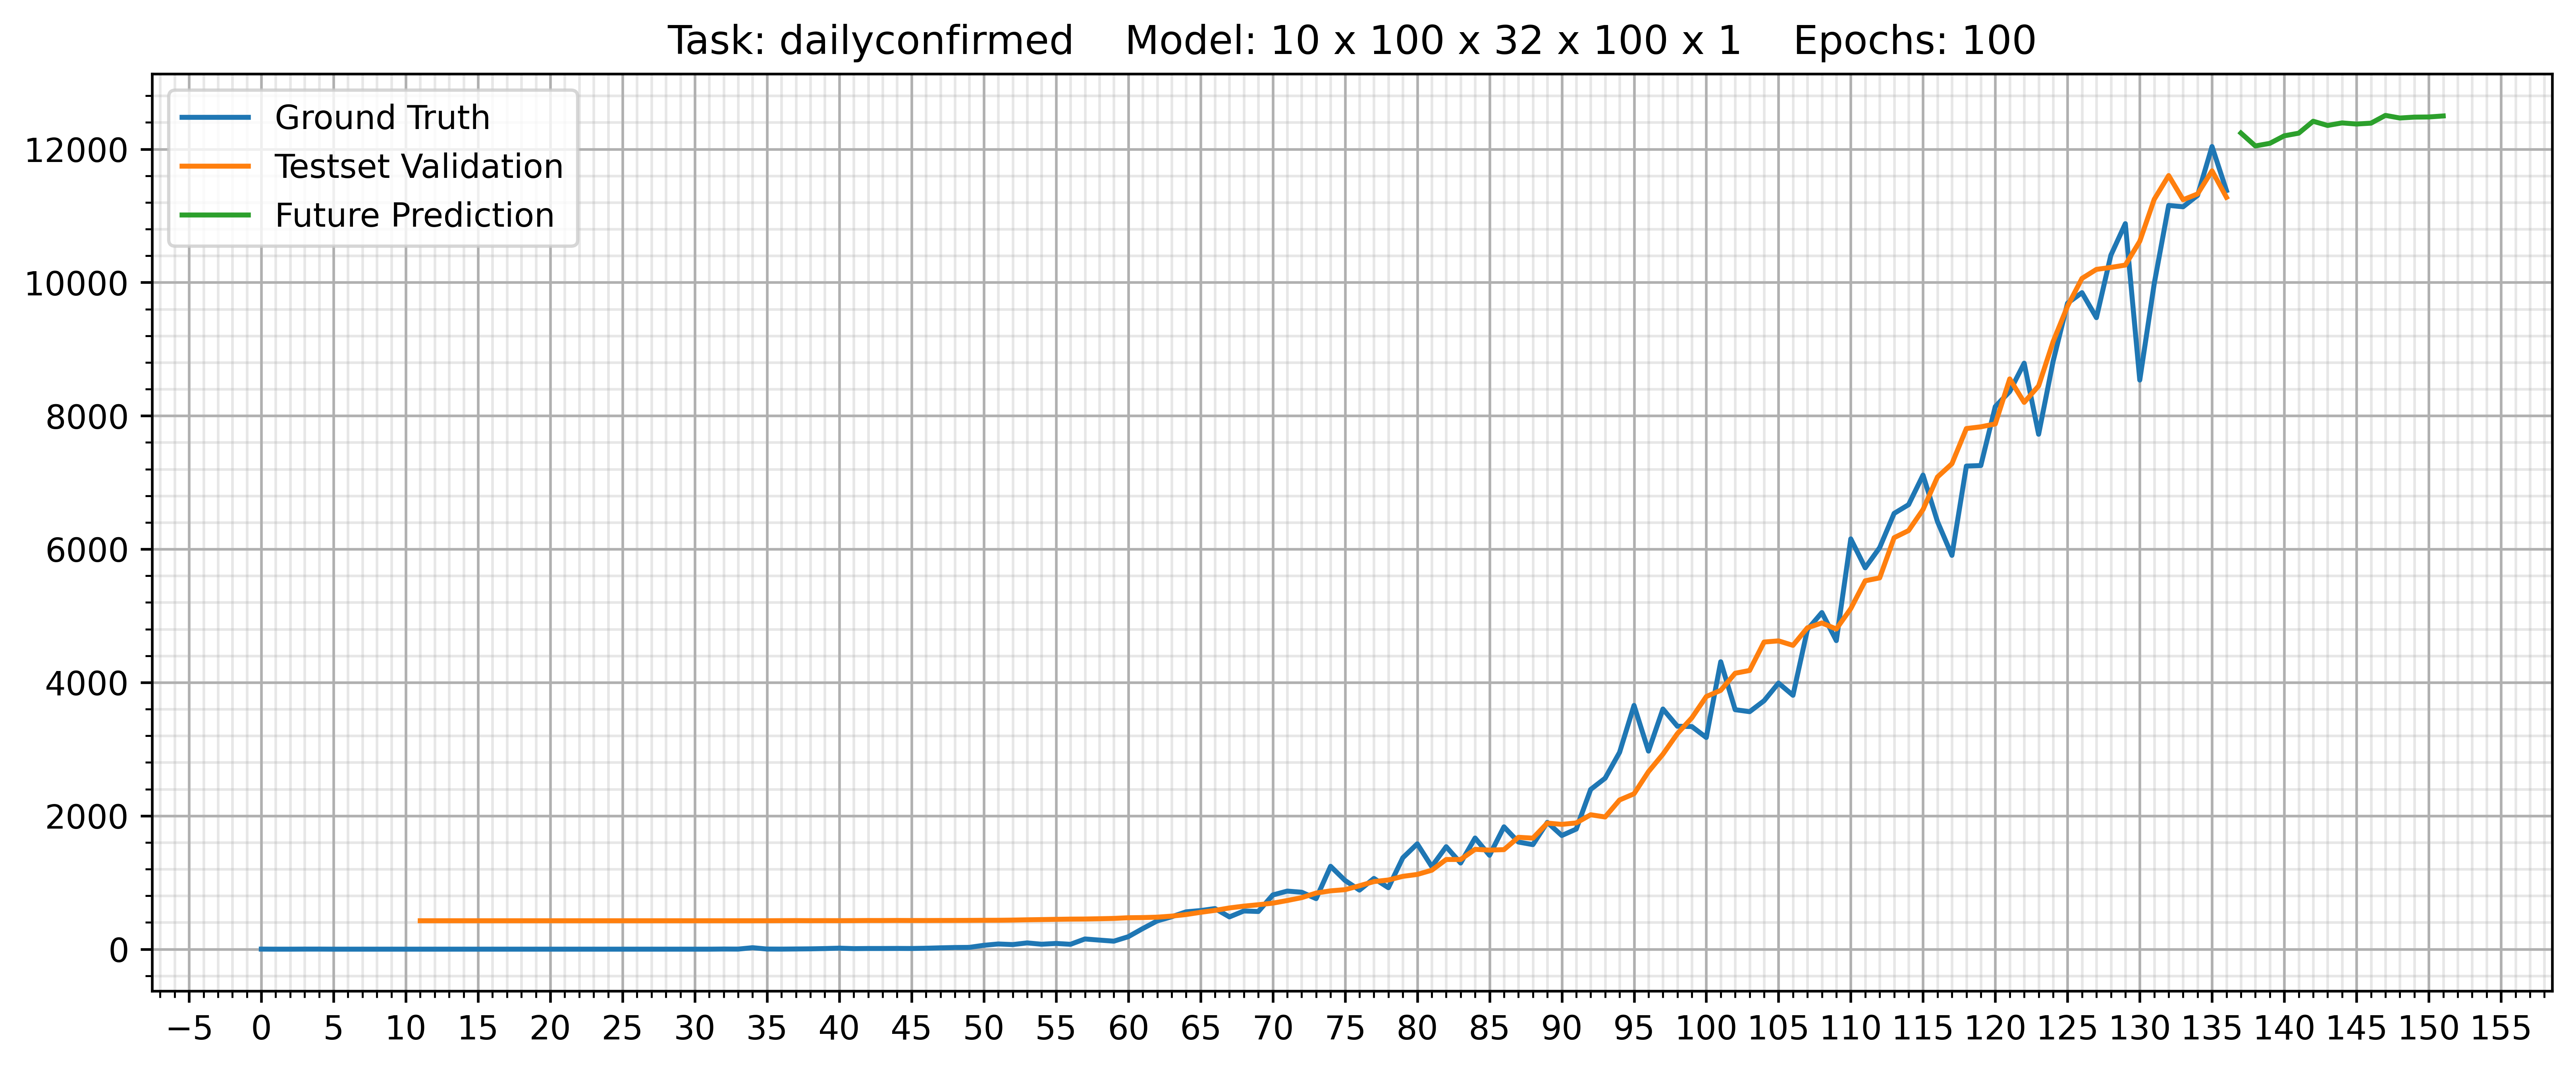 Task: dailyconfirmed    Model: 10 x 100 x 32 x 100 x 1    Epochs: 100
Ground Truth
Testset Validation
Future Prediction
12000
10000
8000
6000
4000
2000
0
−5 0 5 10 15 20 25 30 35 40 45 50 55 60 65 70 75 80 85 90 95 100 105 110 115 120 125 130 135 140 145 150 155